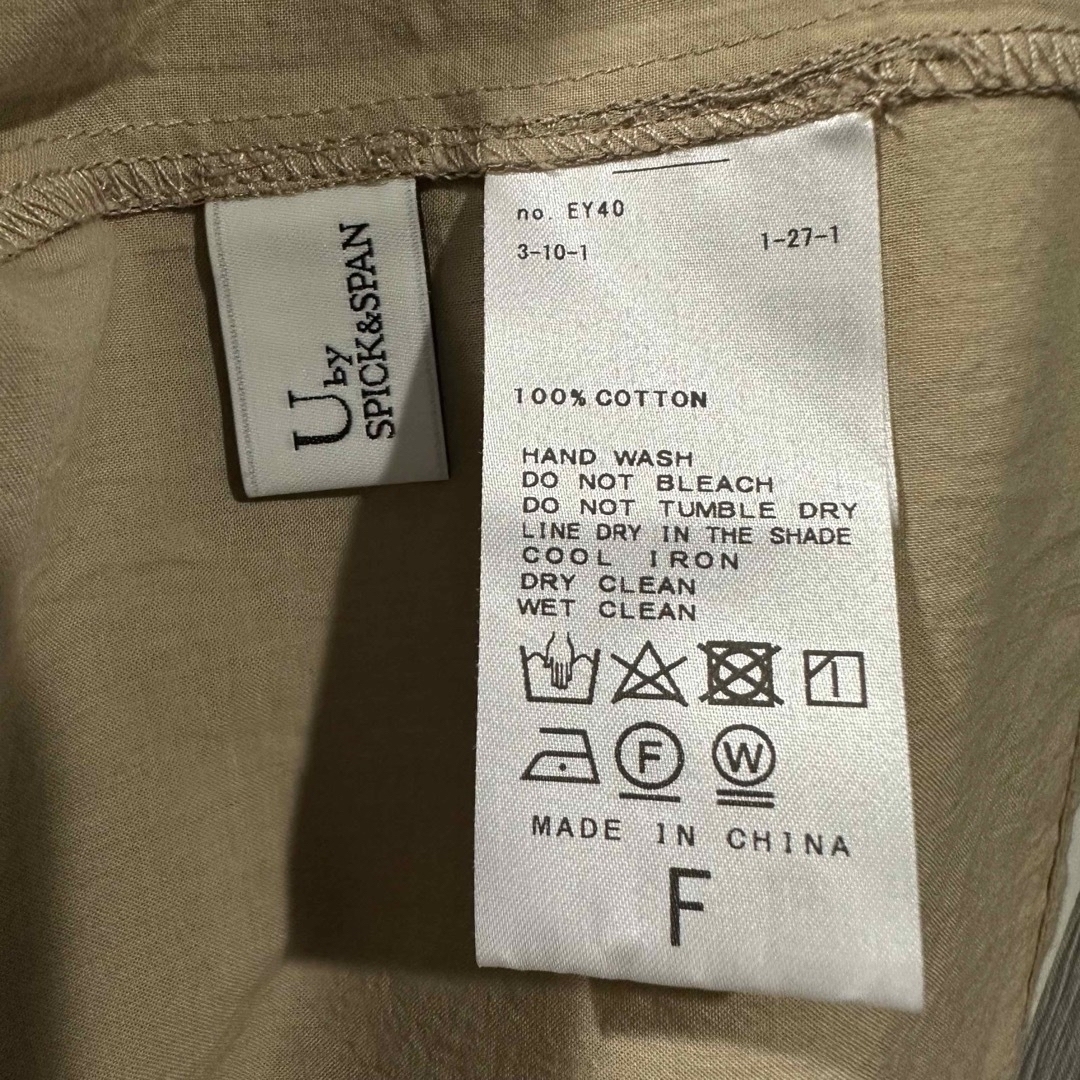 U by
SPICK&SPAN
no. EY40
3-10-1
1-27-1
100% COTTON
HAND WASH
DO NOT BLEACH
DO NOT TUMBLE DRY
LINE DRY IN THE SHADE
COOL IRON
DRY CLEAN
WET CLEAN
F
W
MADE IN CHINA
F